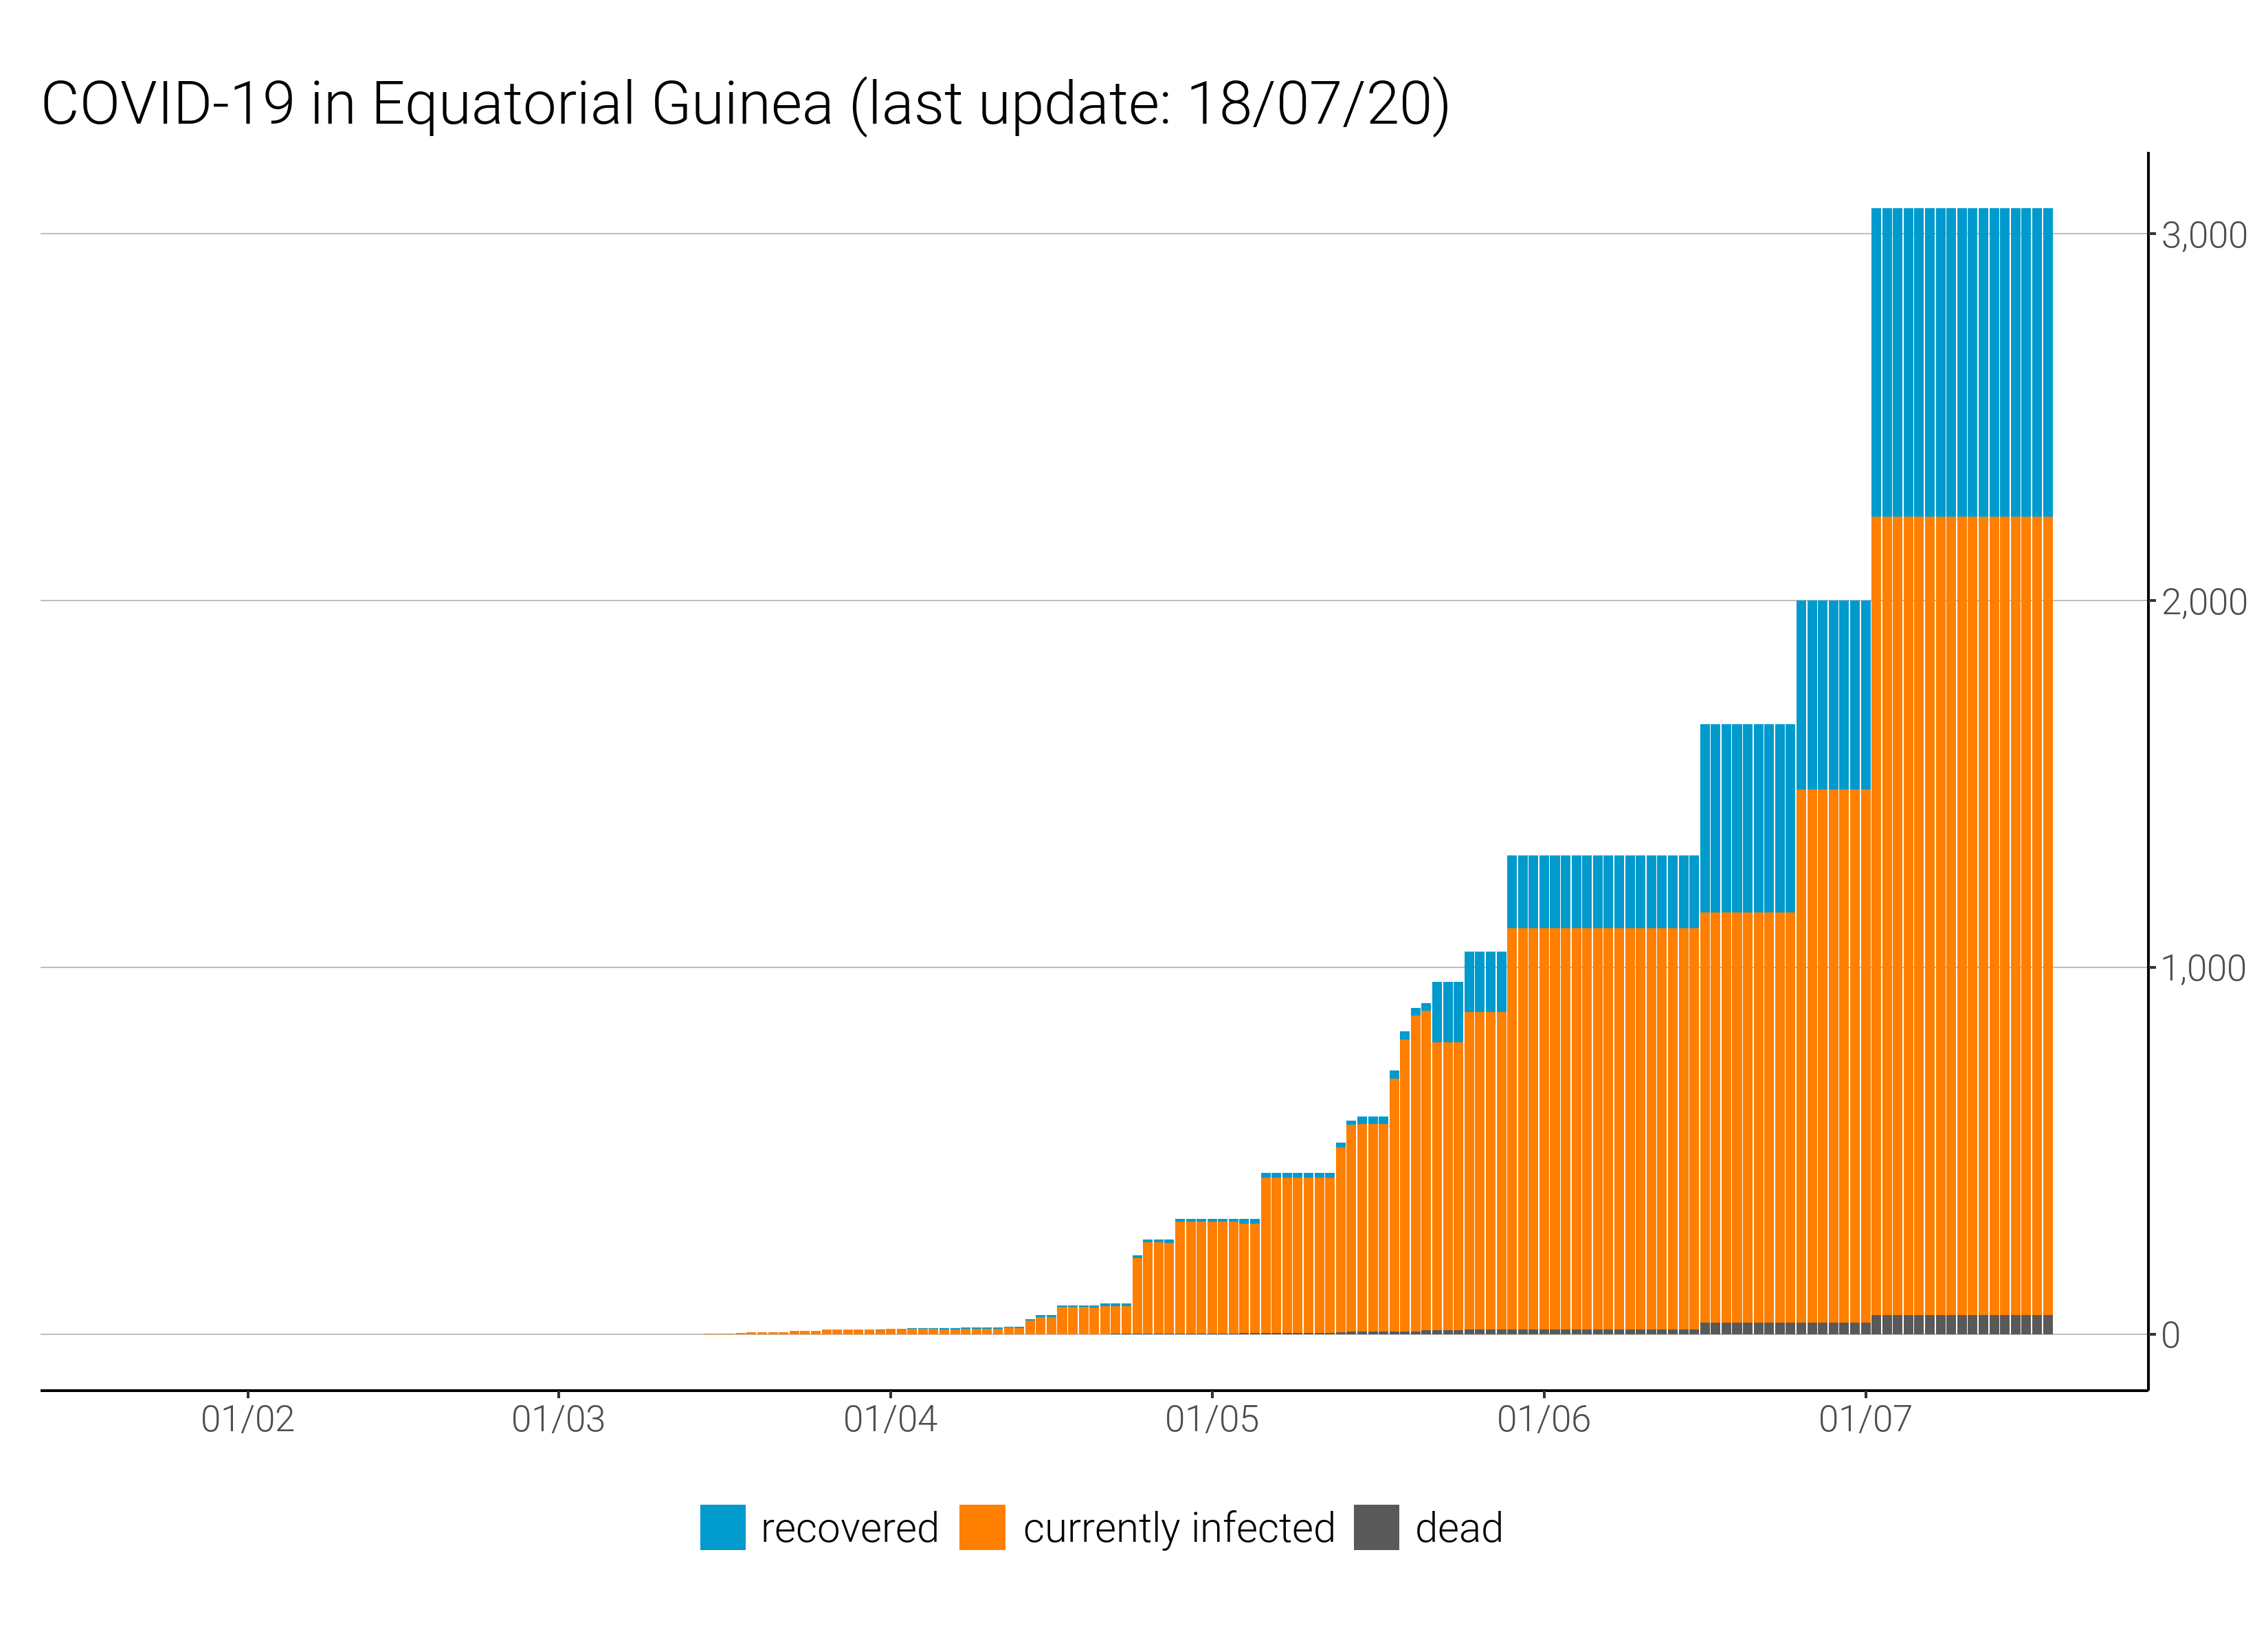 COVID-19 in Equatorial Guinea (last update: 18/07/20)
3,000
2,000
1,000
0
01/02 01/03 01/04 01/05 01/06 01/07
recovered currently infected dead